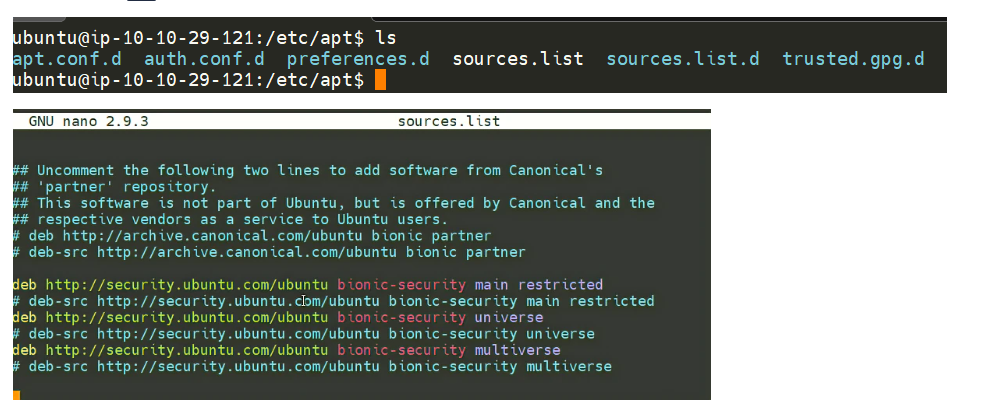 ubuntu@ip-10-10-29-121:/etc/apt$ ls
apt.conf.d  auth.conf.d  preferences.d  sources.list  sources.list.d  trusted.gpg.d
ubuntu@ip-10-10-29-121:/etc/apt$
GNU nano 2.9.3 sources.list
## Uncomment the following two lines to add software from Canonical's
## 'partner' repository.
## This software is not part of Ubuntu, but is offered by Canonical and the
## respective vendors as a service to Ubuntu users.
# deb http://archive.canonical.com/ubuntu bionic partner
# deb-src http://archive.canonical.com/ubuntu bionic partner
deb http://security.ubuntu.com/ubuntu bionic-security main restricted
# deb-src http://security.ubuntu.com/ubuntu bionic-security main restricted
deb http://security.ubuntu.com/ubuntu bionic-security universe
# deb-src http://security.ubuntu.com/ubuntu bionic-security universe
deb http://security.ubuntu.com/ubuntu bionic-security multiverse
# deb-src http://security.ubuntu.com/ubuntu bionic-security multiverse